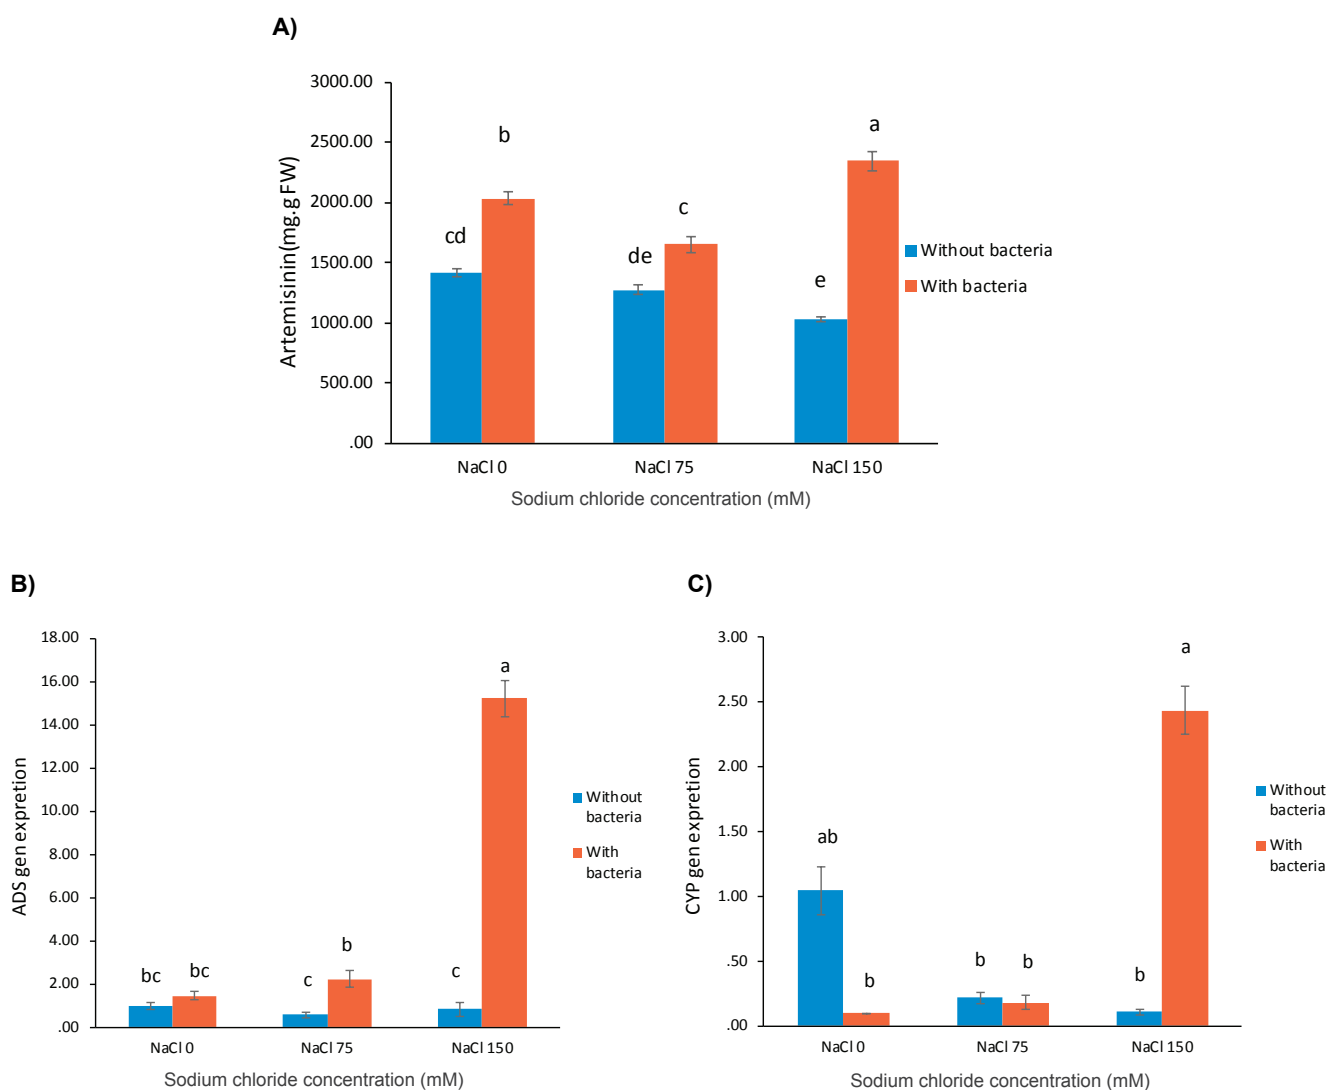 A)
3000.00
2500.00
2000.00
1500.00
1000.00
500.00
.00
Artemisinin(mg.g FW)
cd
b
de
c
e
a
Without bacteria
With bacteria
NaCl 0
NaCl 75
NaCl 150
Sodium chloride concentration (mM)
B)
18.00
16.00
14.00
12.00
10.00
8.00
6.00
4.00
2.00
.00
ADS gen expretion
bc
bc
c
b
c
a
Without
bacteria
With
bacteria
NaCl 0
NaCl 75
NaCl 150
Sodium chloride concentration (mM)
C)
3.00
2.50
2.00
1.50
1.00
.50
.00
CYP gen expretion
ab
b
b
b
b
a
Without
bacteria
With
bacteria
NaCl 0
NaCl 75
NaCl 150
Sodium chloride concentration (mM)